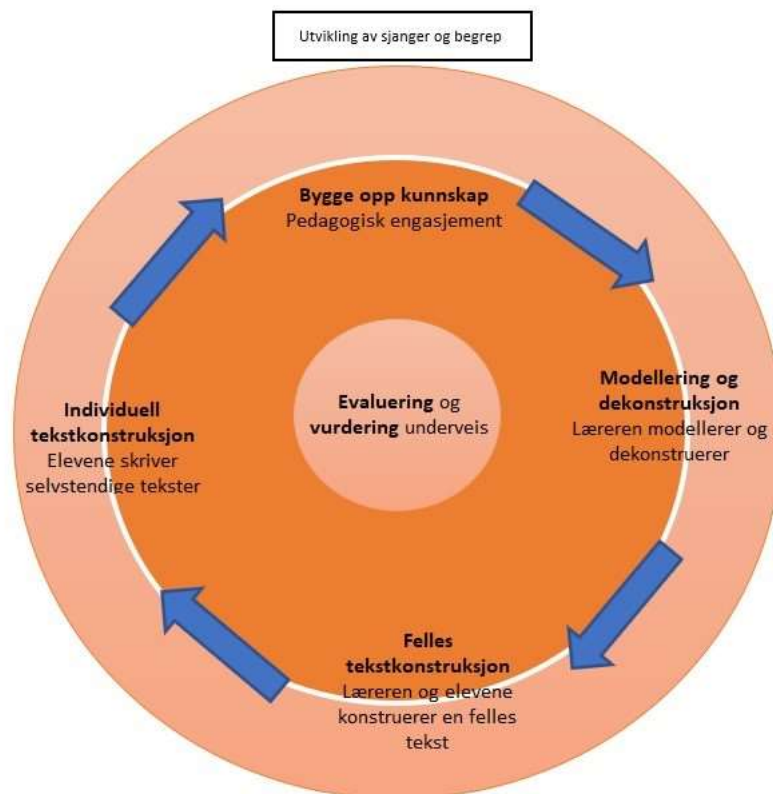 Utvikling av sjanger og begrep
Bygge opp kunnskap
Pedagogisk engasjement
Modellering og
dekonstruksjon
Læreren modellerer og
dekonstruerer
Evaluering og
vurdering underveis
Individuell
tekstkonstruksjon
Elevene skriver
selvstendige tekster
Felles
tekstkonstruksjon
Læreren og elevene
konstruerer en felles
tekst